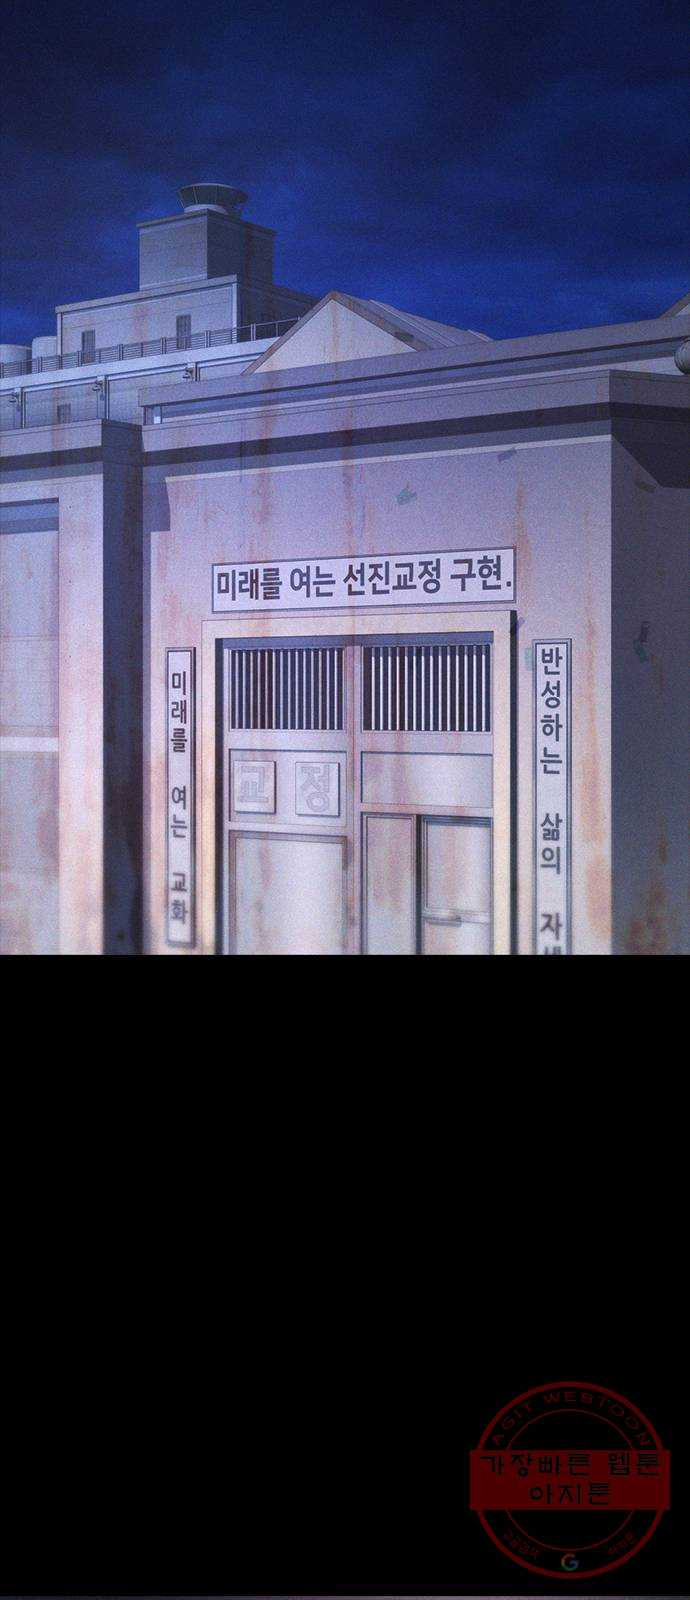 미래를 여는 선진교정 구현.
미래를 여는 교화
교정
반성하는 삶의 자세
AGIT WEBTOON
가장빠른 웹툰
아지툰